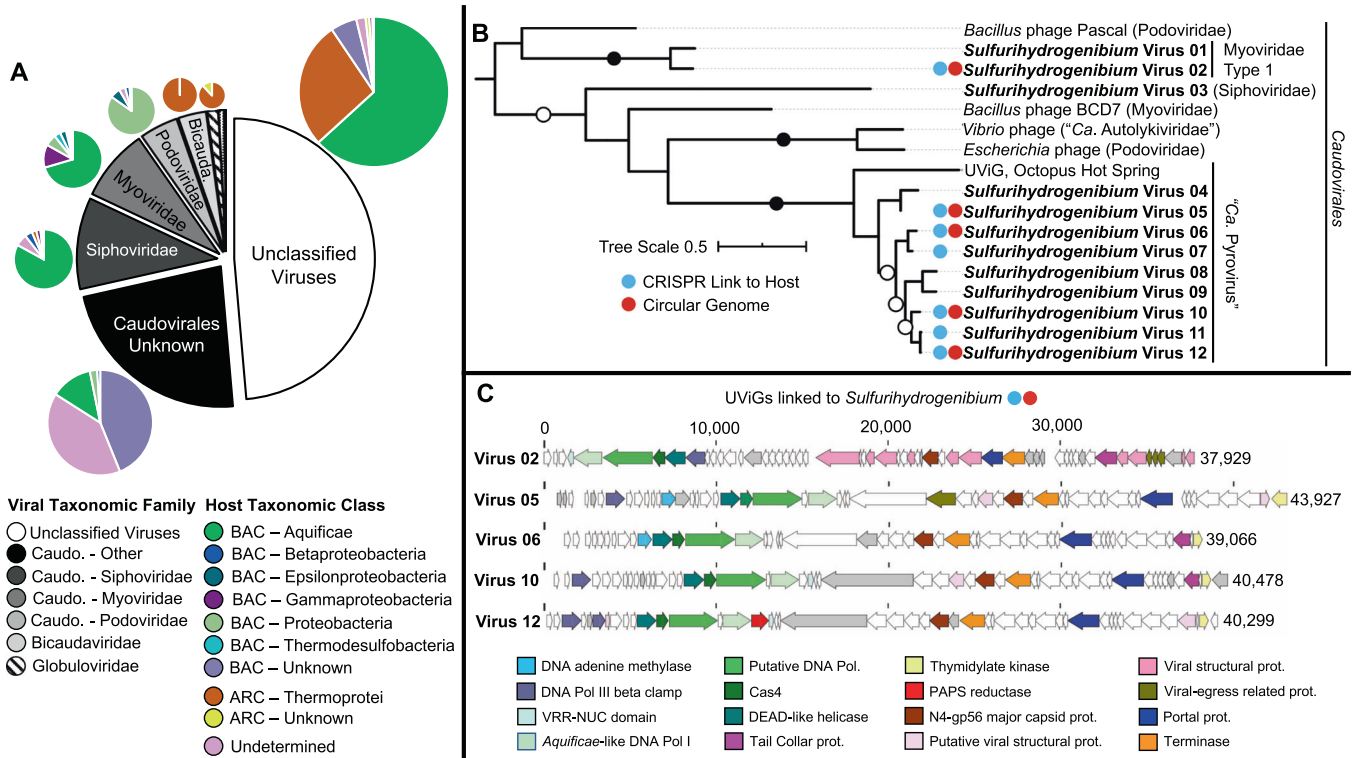 A
Unclassified
Viruses
Caudovirales
Unknown
Siphoviridae
Myoviridae
Podoviridae
Bicauda.
Viral Taxonomic Family
Unclassified Viruses
Caudo. - Other
Caudo. - Siphoviridae
Caudo. - Myoviridae
Caudo. - Podoviridae
Bicaudaviridae
Globuloviridae
Host Taxonomic Class
BAC – Aquificae
BAC – Betaproteobacteria
BAC – Epsilonproteobacteria
BAC – Gammaproteobacteria
BAC – Proteobacteria
BAC – Thermodesulfobacteria
BAC – Unknown
ARC – Thermoprotei
ARC – Unknown
Undetermined
B
Bacillus phage Pascal (Podoviridae)
Sulfurihydrogenibium Virus 01
Sulfurihydrogenibium Virus 02
Myoviridae
Type 1
Sulfurihydrogenibium Virus 03 (Siphoviridae)
Bacillus phage BCD7 (Myoviridae)
Vibrio phage (“Ca. Autolykiviridae”)
Escherichia phage (Podoviridae)
UViG, Octopus Hot Spring
Sulfurihydrogenibium Virus 04
Sulfurihydrogenibium Virus 05
Sulfurihydrogenibium Virus 06
Sulfurihydrogenibium Virus 07
Sulfurihydrogenibium Virus 08
Sulfurihydrogenibium Virus 09
Sulfurihydrogenibium Virus 10
Sulfurihydrogenibium Virus 11
Sulfurihydrogenibium Virus 12
“Ca. Pyrovirus”
Caudovirales
Tree Scale 0.5
CRISPR Link to Host
Circular Genome
C
UViGs linked to Sulfurihydrogenibium
0 10,000 20,000 30,000
Virus 02 37,929
Virus 05 43,927
Virus 06 39,066
Virus 10 40,478
Virus 12 40,299
DNA adenine methylase
DNA Pol III beta clamp
VRR-NUC domain
Aquificae-like DNA Pol I
Putative DNA Pol.
Cas4
DEAD-like helicase
Tail Collar prot.
Thymidylate kinase
PAPS reductase
N4-gp56 major capsid prot.
Putative viral structural prot.
Viral structural prot.
Viral-egress related prot.
Portal prot.
Terminase